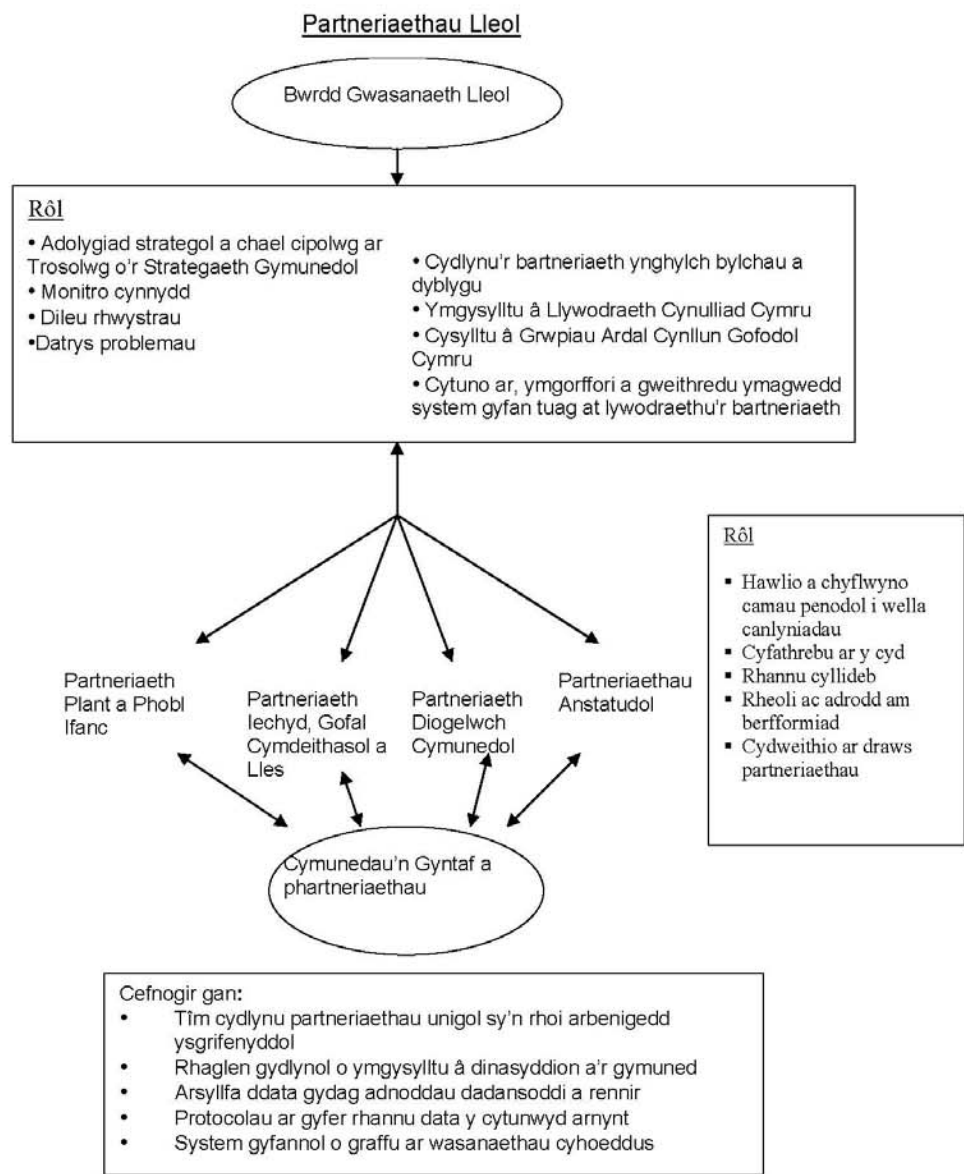 Partneriaethau Lleol
Bwrdd Gwasanaeth Lleol
Rôl
• Adolygiad strategol a chael cipolwg ar
Trosolwg o'r Strategaeth Gymunedol
• Monitro cynnydd
• Dileu rhwystrau
•Datrys problemau
• Cydlynu'r bartneriaeth ynghylch bylchau a
dyblygu
• Ymgysylltu â Llywodraeth Cynulliad Cymru
• Cysylltu â Grwpiau Ardal Cynllun Gofodol
Cymru
• Cytuno ar, ymgorffori a gweithredu ymagwedd
system gyfan tuag at lywodraethu'r bartneriaeth
Rôl
▪ Hawlio a chyflwyno
camau penodol i wella
canlyniadau
▪ Cyfathrebu ar y cyd
▪ Rhannu cyllideb
▪ Rheoli ac adrodd am
berfformiad
▪ Cydweithio ar draws
partneriaethau
Partneriaeth
Plant a Phobl
Ifanc
Partneriaeth
Iechyd, Gofal
Cymdeithasol a
Lles
Partneriaeth
Diogelwch
Cymunedol
Partneriaethau
Anstatudol
Cymunedau'n Gyntaf a
phartneriaethau
Cefnogir gan:
• Tîm cydlynu partneriaethau unigol sy'n rhoi arbenigedd
ysgrifenyddol
• Rhaglen gydlynol o ymgysylltu â dinasyddion a'r gymuned
• Arsyllfa ddata gydag adnoddau dadansoddi a rennir
• Protocolau ar gyfer rhannu data y cytunwyd arnynt
• System gyfannol o graffu ar wasanaethau cyhoeddus